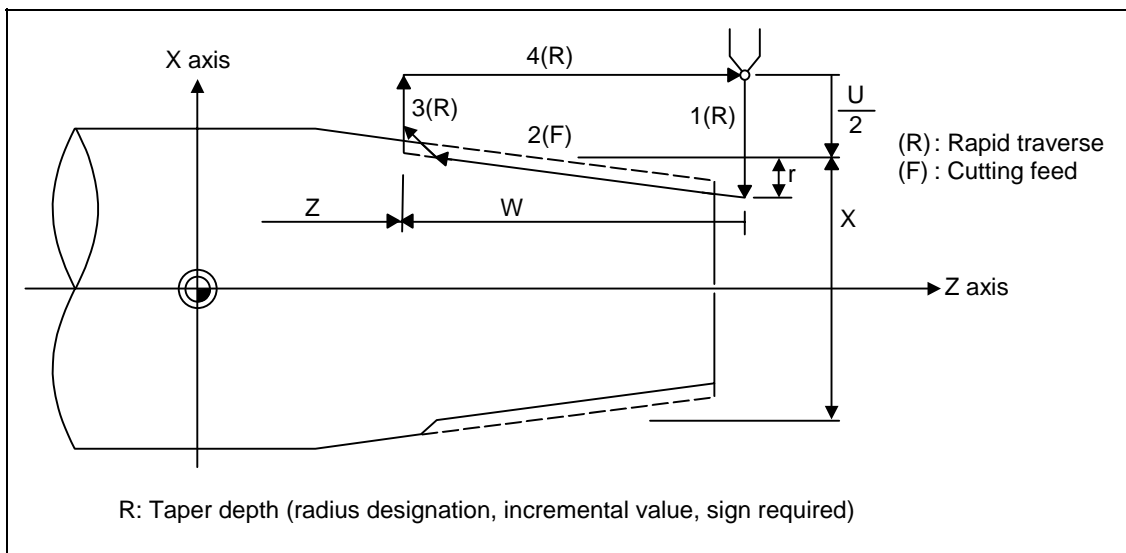 X axis
4(R)
3(R)
2(F)
1(R)
U
2
(R) : Rapid traverse
(F) : Cutting feed
r
Z
W
X
Z axis
R: Taper depth (radius designation, incremental value, sign required)